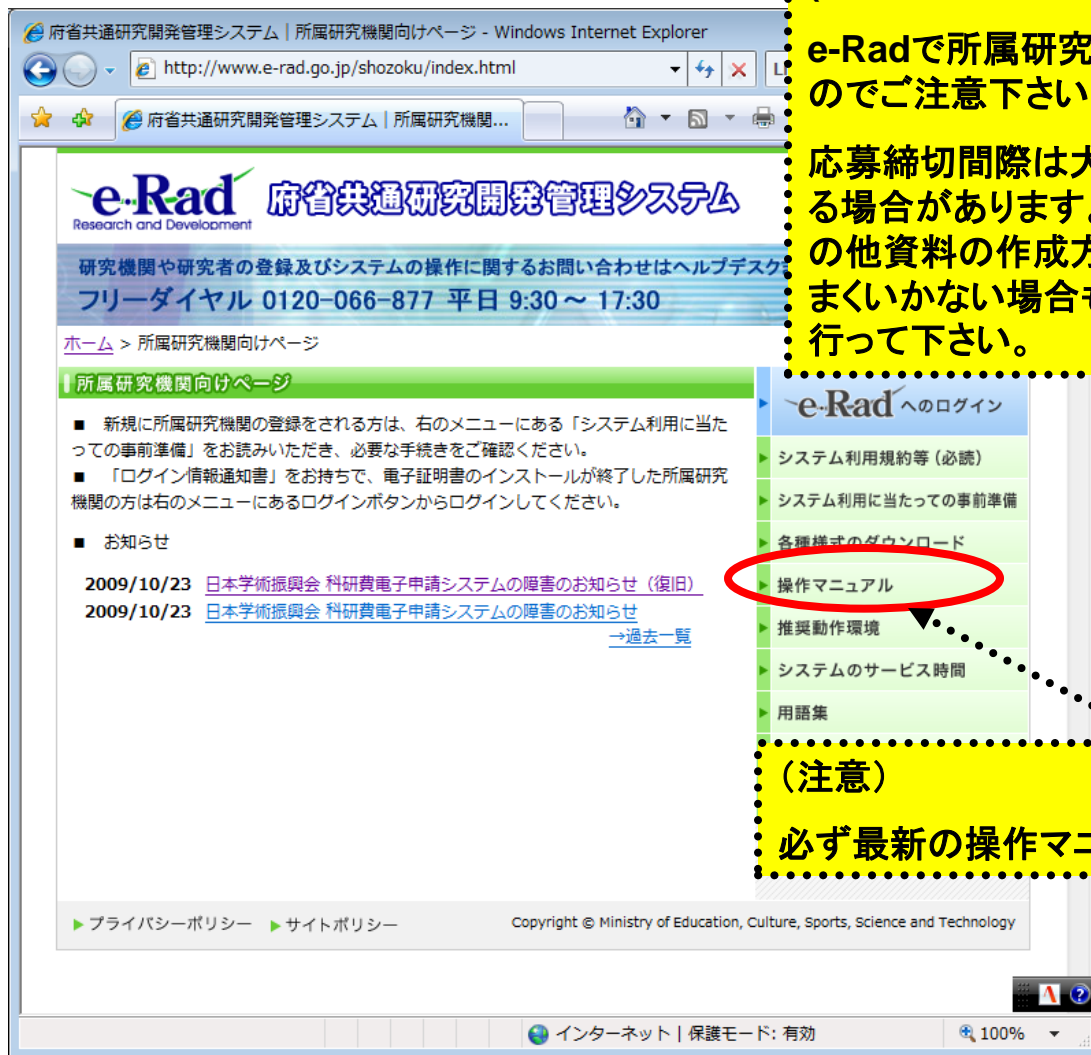 府省共通研究開発管理システム | 所属研究機関向けページ - Windows Internet Explorer
http://www.e-rad.go.jp/shozoku/index.html
府省共通研究開発管理システム | 所属研究機関...
e-Radで所属研究
のでご注意下さい
応募締切間際は大
る場合があります。
の他資料の作成方
まくいかない場合も
行って下さい。
e-Rad 府省共通研究開発管理システム
Research and Development
研究機関や研究者の登録及びシステムの操作に関するお問い合わせはヘルプデスク
フリーダイヤル 0120-066-877 平日 9:30～ 17:30
ホーム > 所属研究機関向けページ
所属研究機関向けページ
■ 新規に所属研究機関の登録をされる方は、右のメニューにある「システム利用に当た
っての事前準備」をお読みいただき、必要な手続きをご確認ください。
■ 「ログイン情報通知書」をお持ちで、電子証明書のインストールが終了した所属研究
機関の方は右のメニューにあるログインボタンからログインしてください。
■ お知らせ
2009/10/23 日本学術振興会 科研費電子申請システムの障害のお知らせ（復旧）
2009/10/23 日本学術振興会 科研費電子申請システムの障害のお知らせ
→過去一覧
e-Rad へのログイン
システム利用規約等（必読）
システム利用に当たっての事前準備
各種様式のダウンロード
操作マニュアル
推奨動作環境
システムのサービス時間
用語集
（注意）
必ず最新の操作マニ
プライバシーポリシー サイトポリシー Copyright © Ministry of Education, Culture, Sports, Science and Technology
インターネット | 保護モード: 有効 100%